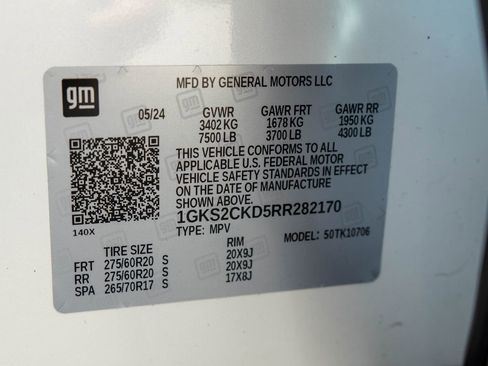 gm
MFD BY GENERAL MOTORS LLC
05/24 GVWR GAWR FRT GAWR RR
3402 KG 1678 KG 1950 KG
7500 LB 3700 LB 4300 LB
THIS VEHICLE CONFORMS TO ALL
APPLICABLE U.S. FEDERAL MOTOR
VEHICLE SAFETY STANDARDS IN EFFECT
ON THE DATE OF MANUFACTURE
SHOWN ABOVE.
1GKS2CKD5RR282170
140X TYPE: MPV MODEL: 50TK10706
TIRE SIZE RIM
FRT 275/60R20 S 20X9J
RR 275/60R20 S 20X9J
SPA 265/70R17 S 17X8J